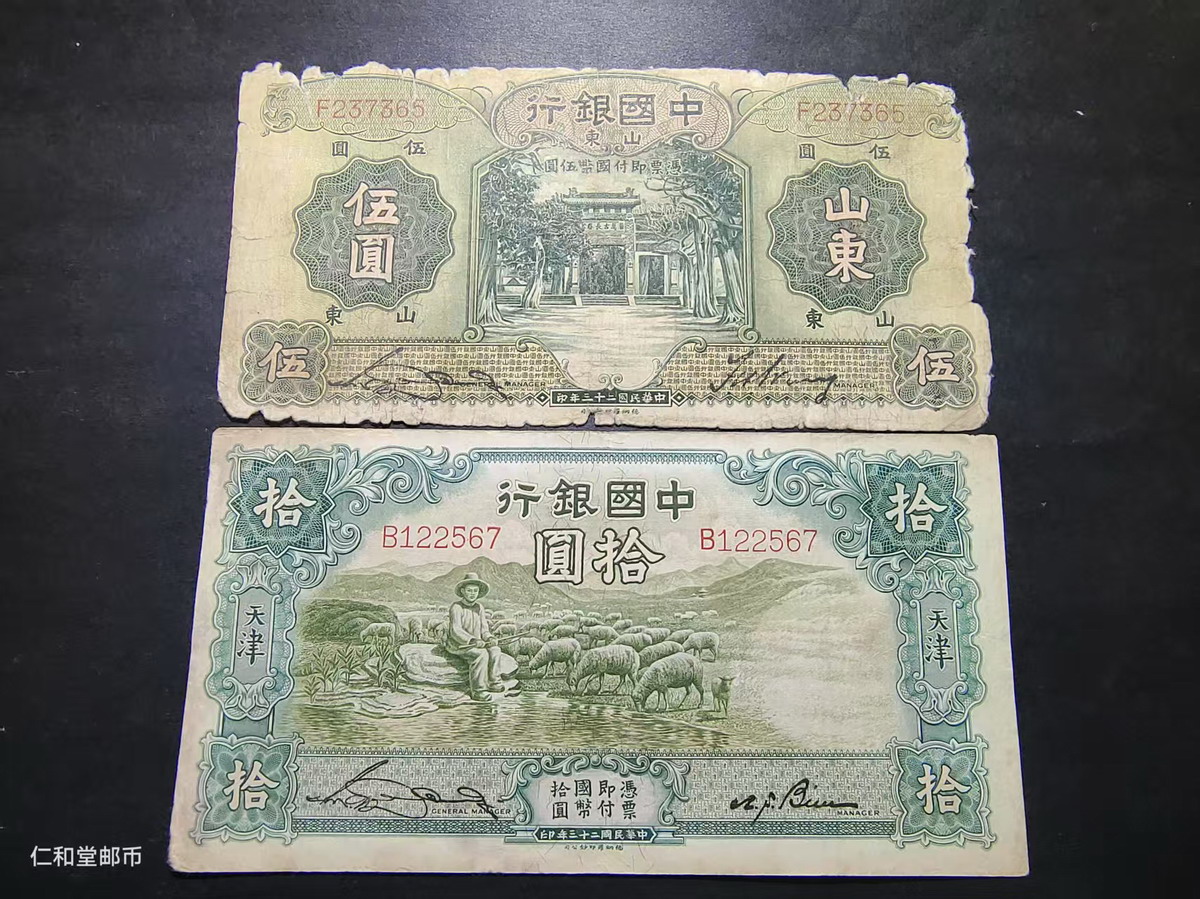 F237365
中國銀行
F237365
山東
伍圓
伍圓
憑票即付國幣伍圓
伍圓
山東
山東
山東
伍
MANAGER
MANAGER
伍
中華民國二十三年印
拾
中國銀行
拾
B122567
拾圓
B122567
天津
天津
拾
GENERAL MANAGER
憑票
即付
國幣
拾圓
MANAGER
拾
中華民國二十三年印
仁和堂邮币